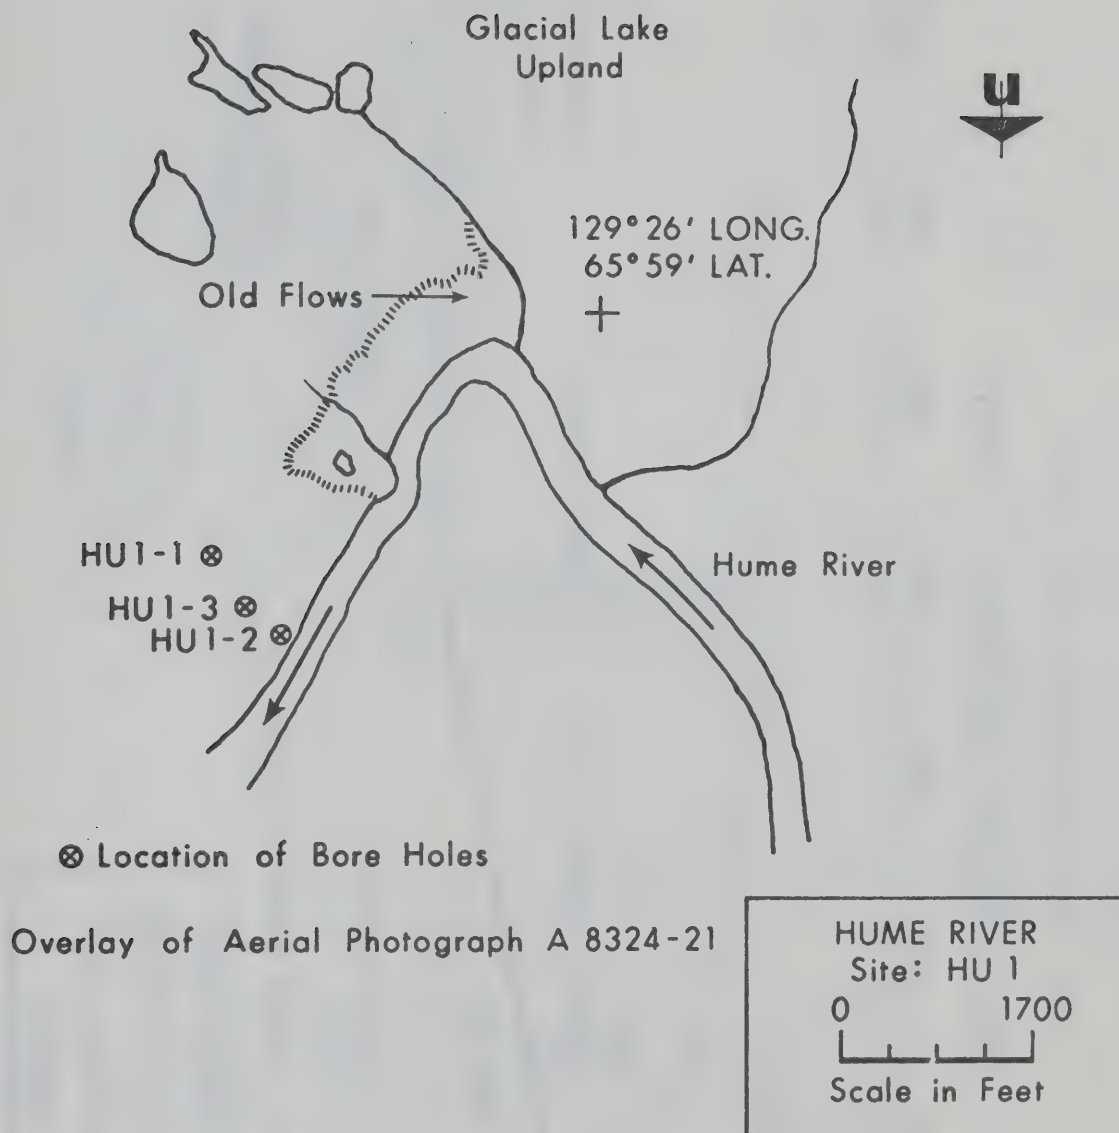 Glacial Lake
Upland
u
129°26' LONG.
65°59' LAT.
Old Flows
HU1-1
HU1-3
HU1-2
Hume River
Location of Bore Holes
Overlay of Aerial Photograph A 8324-21
HUME RIVER
Site: HU 1
0 1700
Scale in Feet